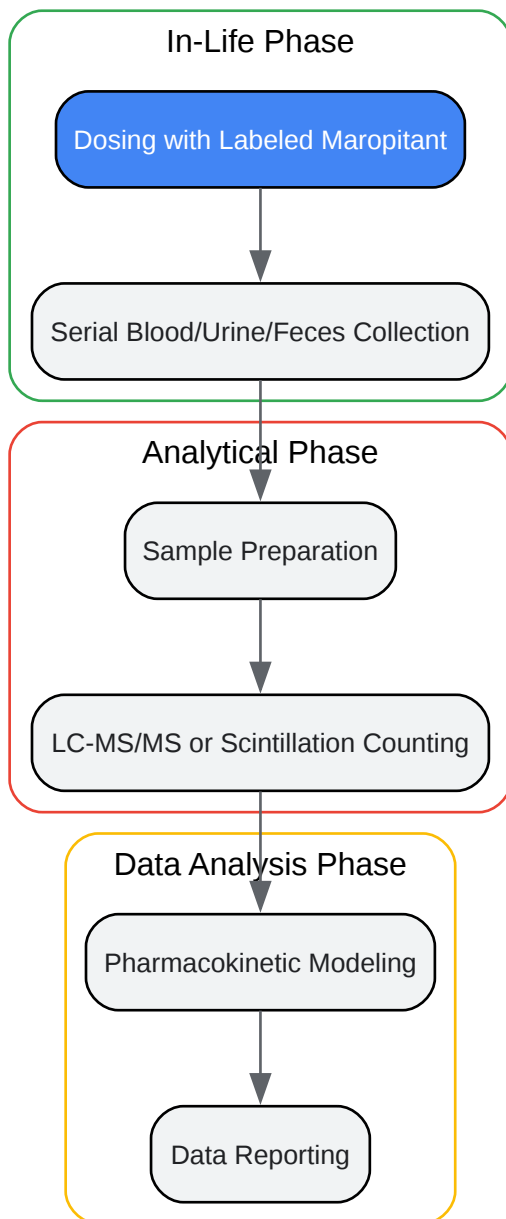 In-Life Phase
Dosing with Labeled Maropitant
Serial Blood/Urine/Feces Collection
Analytical Phase
Sample Preparation
LC-MS/MS or Scintillation Counting
Data Analysis Phase
Pharmacokinetic Modeling
Data Reporting